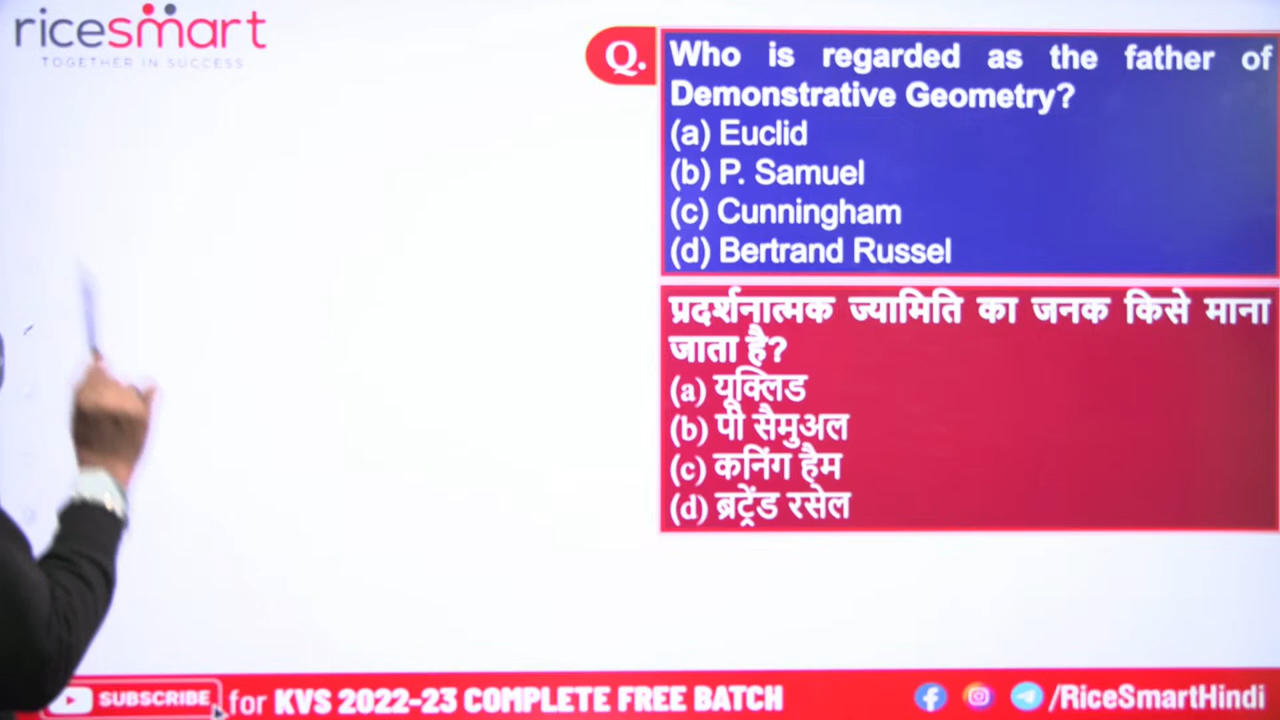 ricesmart
TOGETHER IN SUCCESS
Q. Who is regarded as the father of
Demonstrative Geometry?
(a) Euclid
(b) P. Samuel
(c) Cunningham
(d) Bertrand Russel
प्रदर्शनात्मक ज्यामिति का जनक किसे माना
जाता है?
(a) यूक्लिड
(b) पी सैमुअल
(c) कनिंग हैम
(d) ब्रट्रेंड रसेल
SUBSCRIBE for KVS 2022-23 COMPLETE FREE BATCH
/RiceSmartHindi